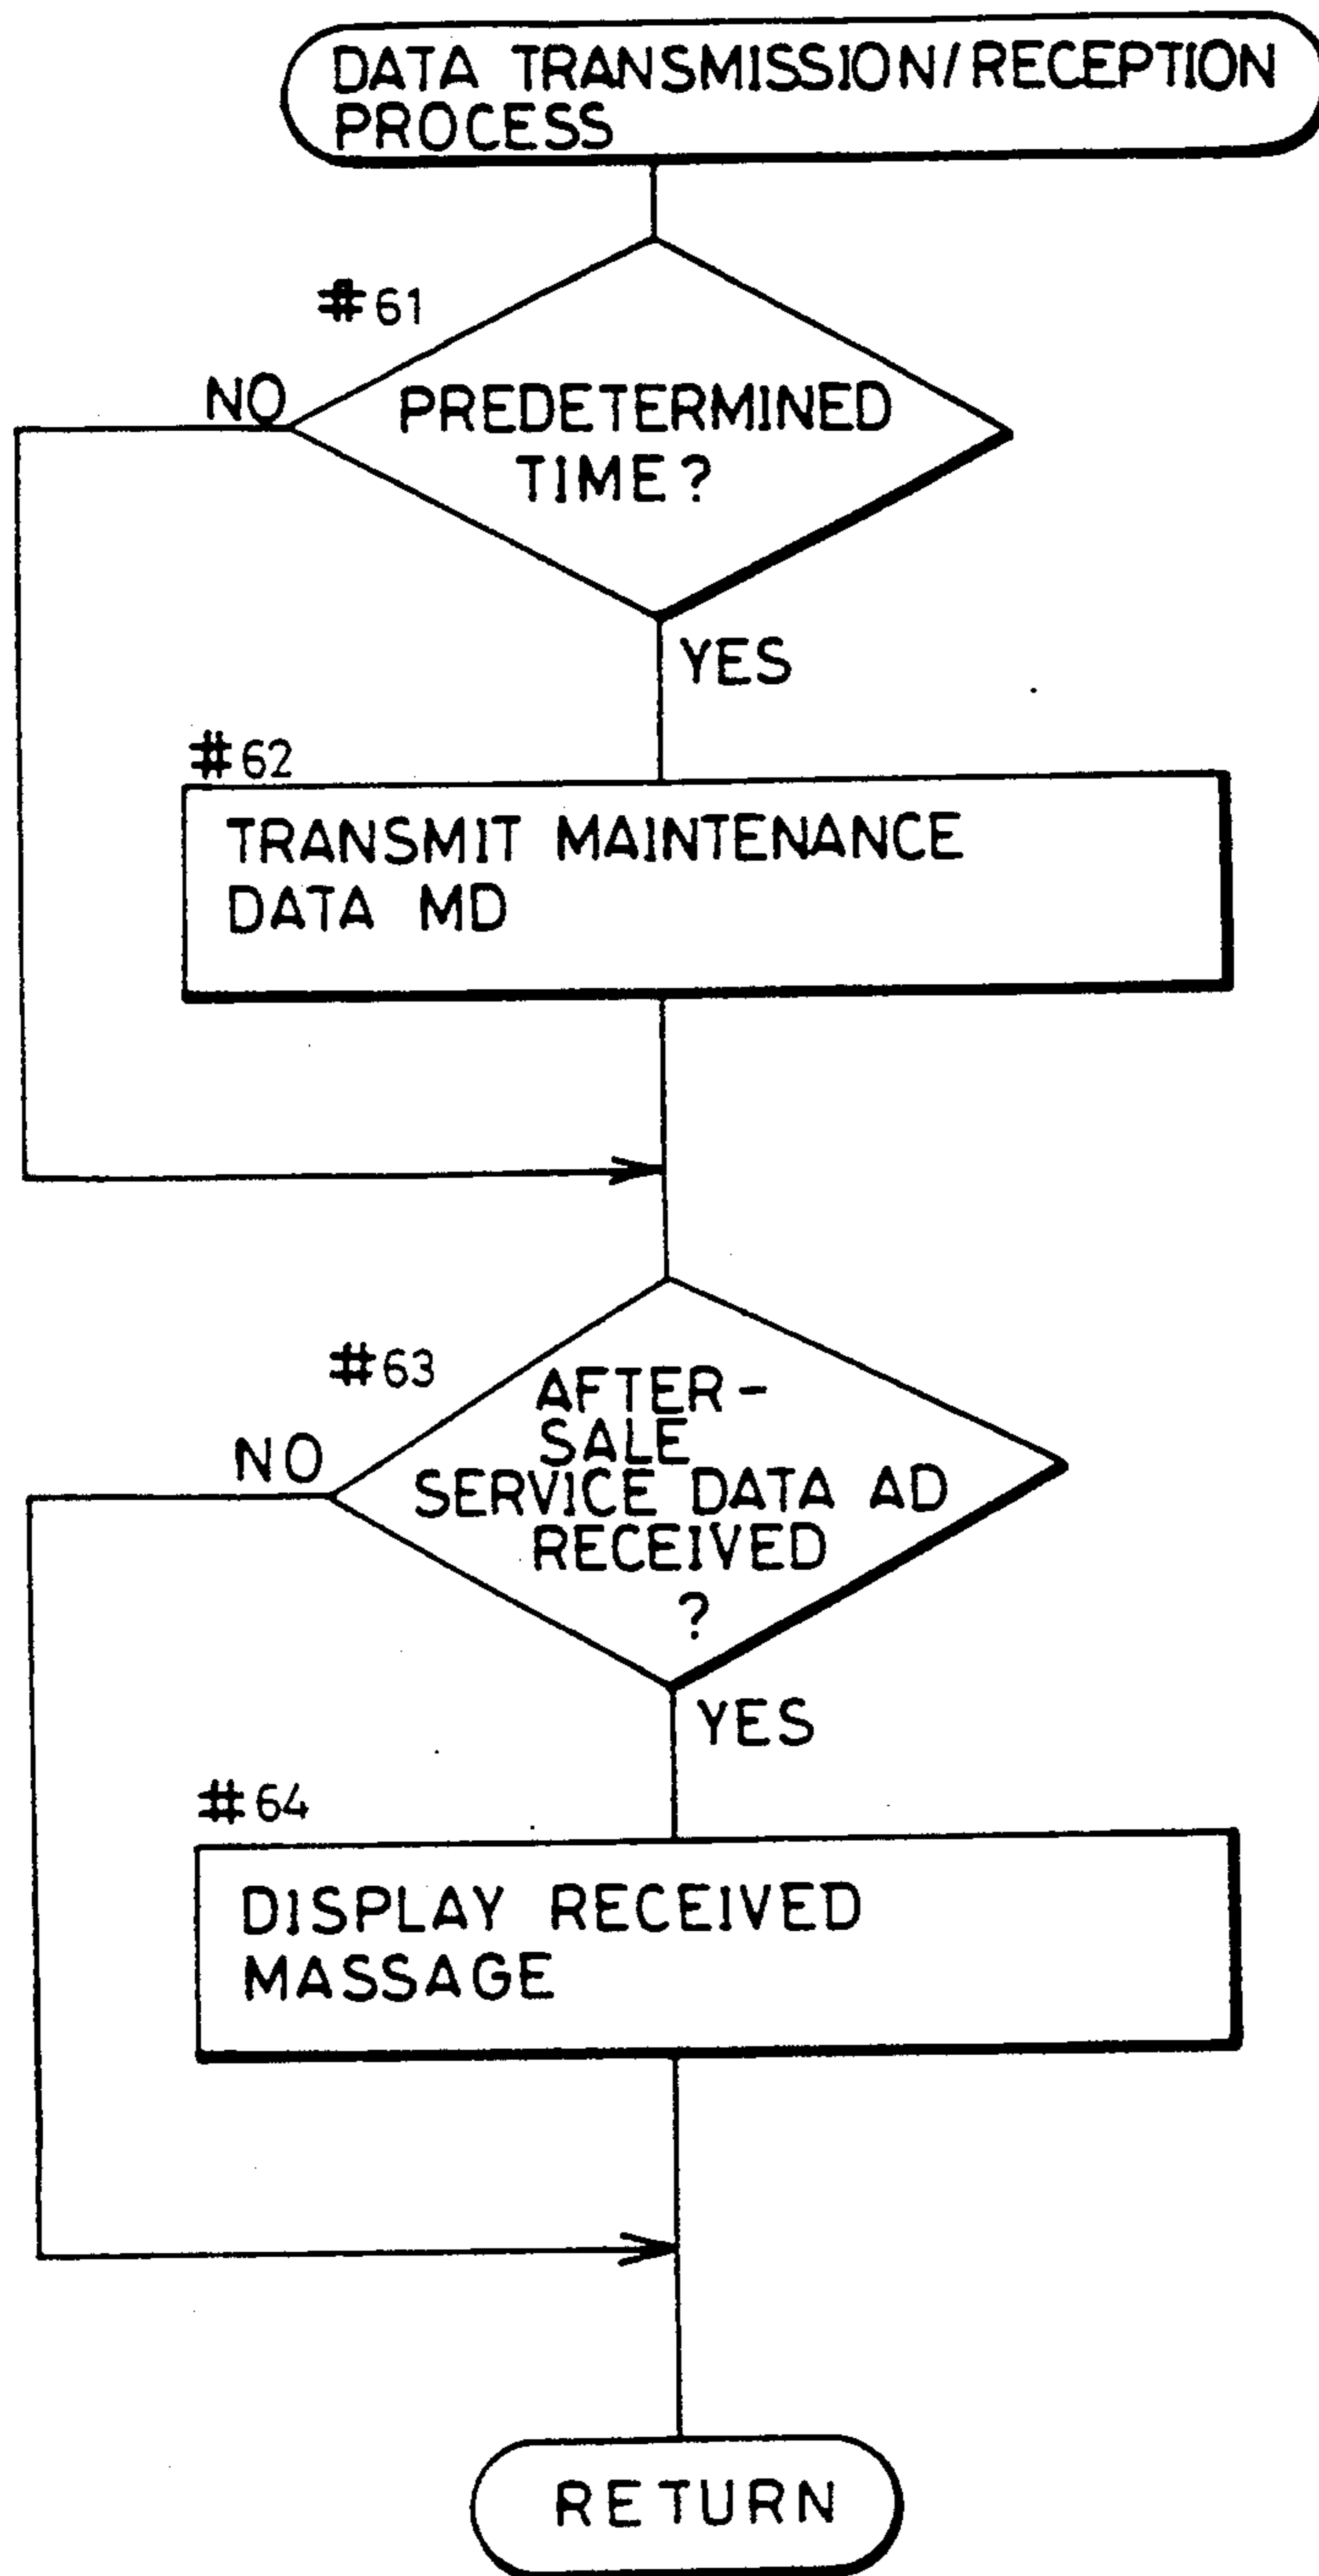 DATA TRANSMISSION/RECEPTION
PROCESS
#61
NO
PREDETERMINED
TIME?
YES
#62
TRANSMIT MAINTENANCE
DATA MD
#63
NO
AFTER-
SALE
SERVICE DATA AD
RECEIVED
?
YES
#64
DISPLAY RECEIVED
MASSAGE
RETURN